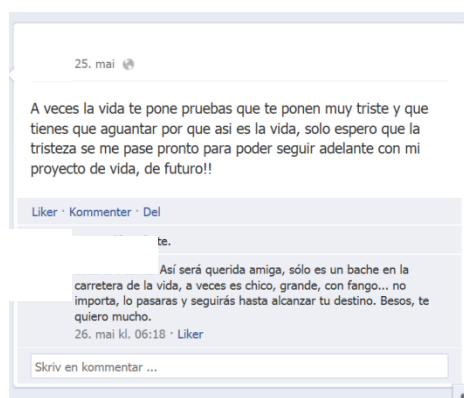 25. mai
A veces la vida te pone pruebas que te ponen muy triste y que
tienes que aguantar por que asi es la vida, solo espero que la
tristeza se me pase pronto para poder seguir adelante con mi
proyecto de vida, de futuro!!
Liker · Kommenter · Del
te.
Así será querida amiga, sólo es un bache en la
carretera de la vida, a veces es chico, grande, con fango... no
importa, lo pasaras y seguirás hasta alcanzar tu destino. Besos, te
quiero mucho.
26. mai kl. 06:18 · Liker
Skriv en kommentar ...